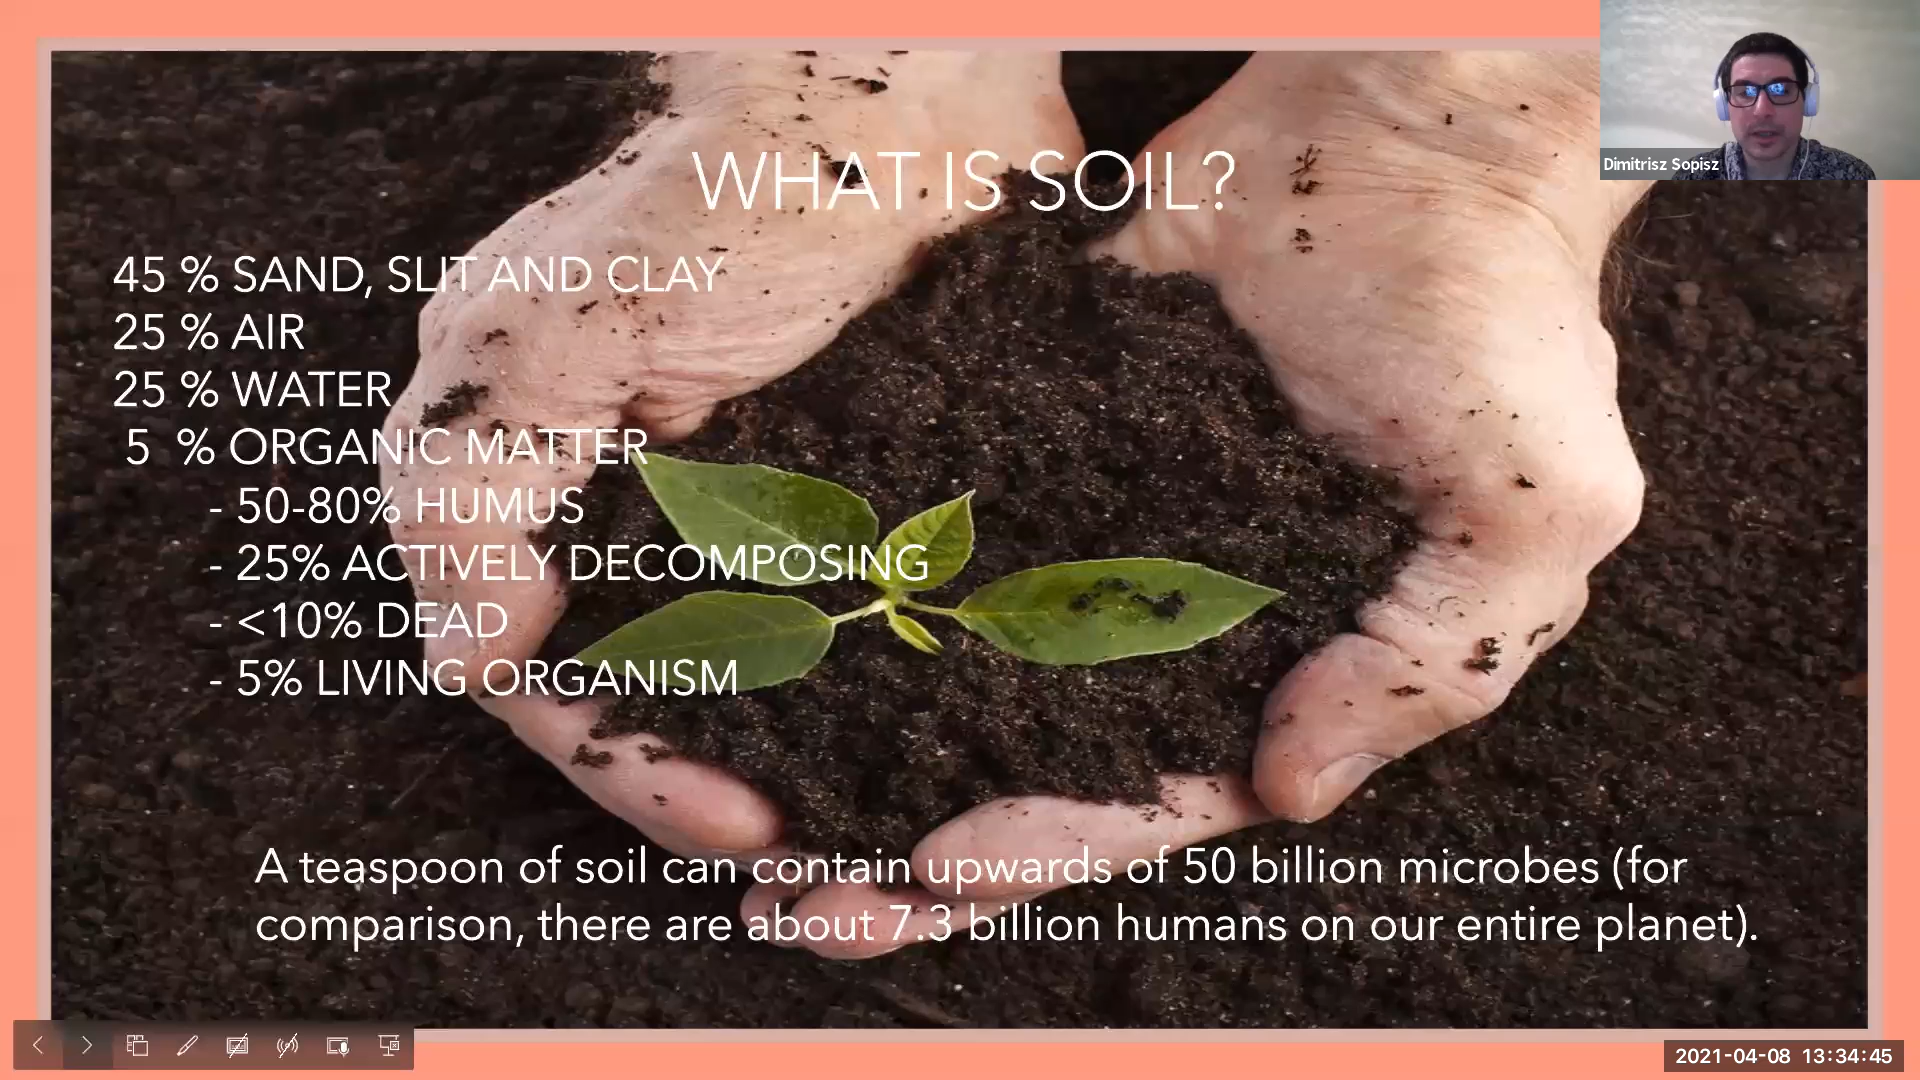 Dimitrisz Sopisz
WHAT IS SOIL?
45 % SAND, SLIT AND CLAY
25 % AIR
25 % WATER
5 % ORGANIC MATTER
- 50-80% HUMUS
- 25% ACTIVELY DECOMPOSING
- <10% DEAD
- 5% LIVING ORGANISM
A teaspoon of soil can contain upwards of 50 billion microbes (for
comparison, there are about 7.3 billion humans on our entire planet).
2021-04-08 13:34:45